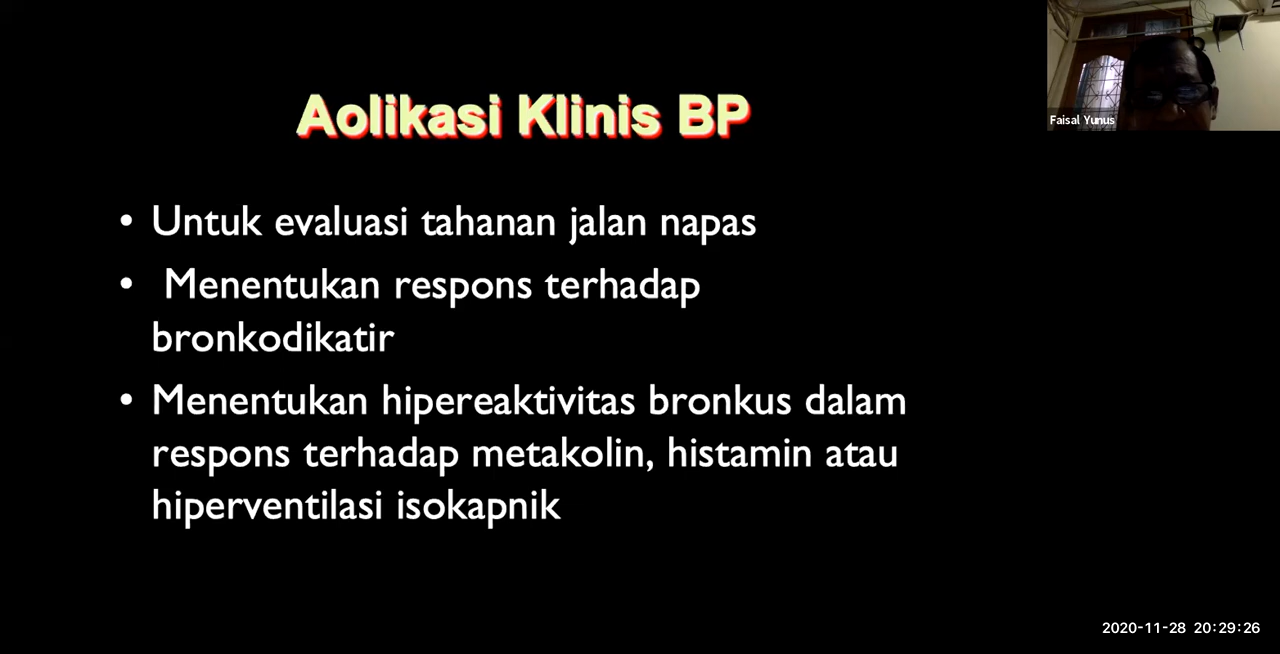 Aolikasi Klinis BP
Faisal Yunus
• Untuk evaluasi tahanan jalan napas
• Menentukan respons terhadap
bronkodikatir
• Menentukan hipereaktivitas bronkus dalam
respons terhadap metakolin, histamin atau
hiperventilasi isokapnik
2020-11-28 20:29:26